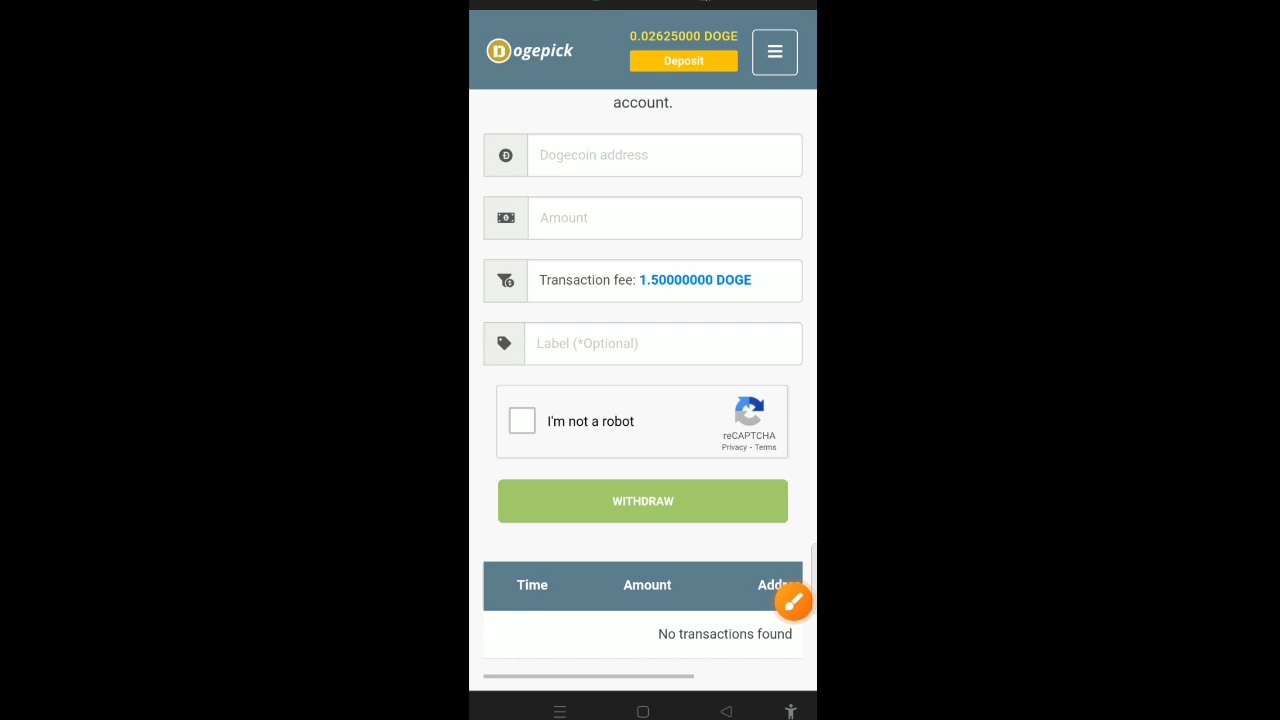 Dogepick
0.02625000 DOGE
Deposit
account.
Dogecoin address
Amount
Transaction fee: 1.50000000 DOGE
Label (*Optional)
I'm not a robot
reCAPTCHA
Privacy - Terms
WITHDRAW
Time Amount
No transactions found